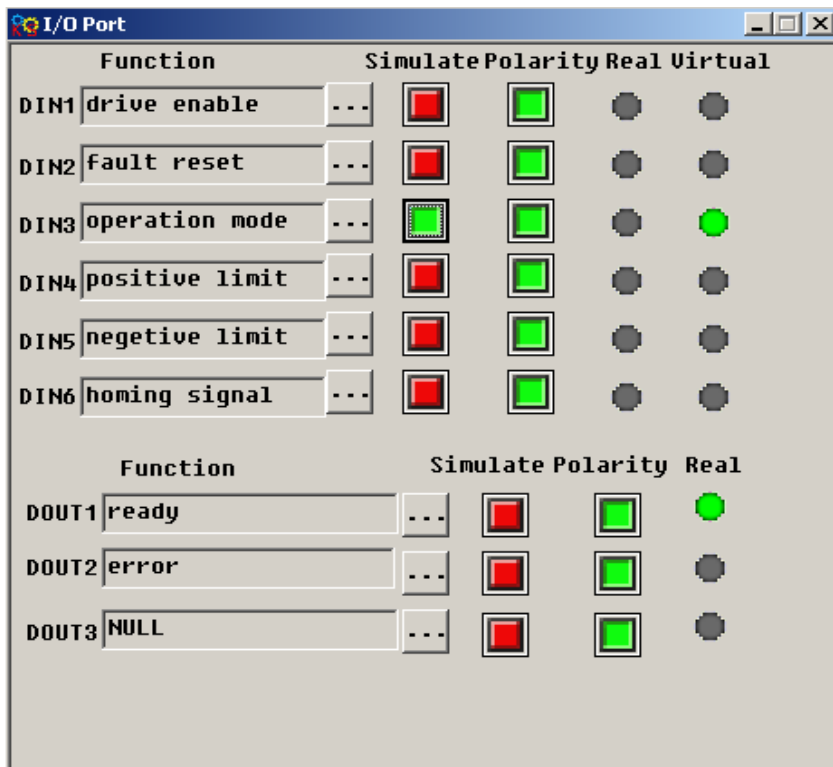 I/O Port
Function Simulate Polarity Real Virtual
DIN1 drive enable ...
DIN2 fault reset ...
DIN3 operation mode ...
DIN4 positive limit ...
DIN5 negetive limit ...
DIN6 homing signal ...
Function Simulate Polarity Real
DOUT1 ready ...
DOUT2 error ...
DOUT3 NULL ...